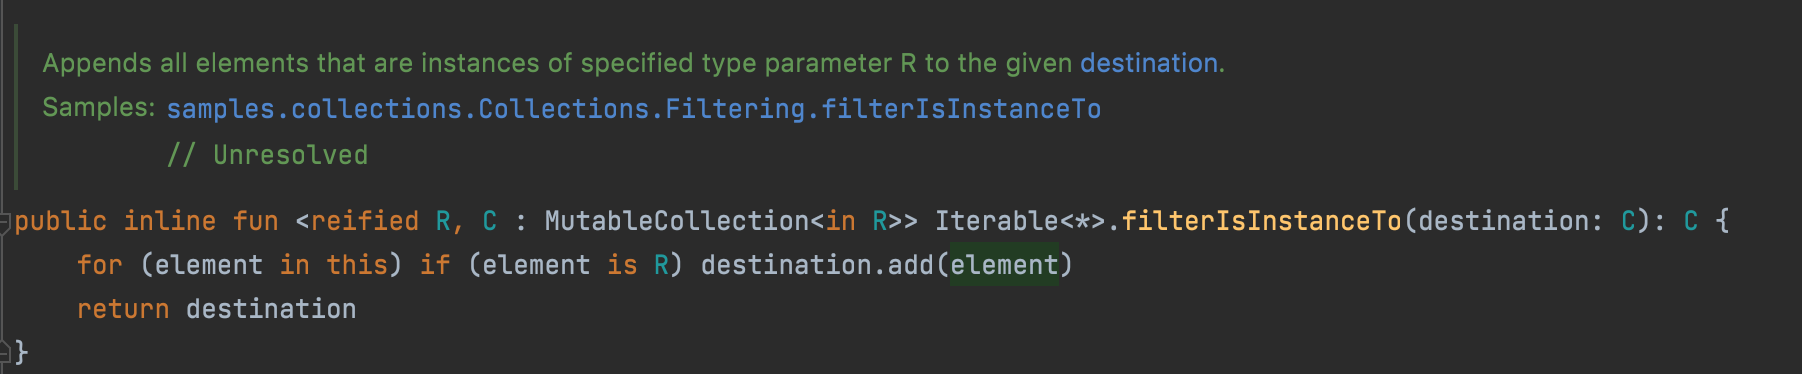 Appends all elements that are instances of specified type parameter R to the given destination.
Samples: samples.collections.Collections.Filtering.filterIsInstanceTo
// Unresolved
public inline fun <reified R, C : MutableCollection<in R>> Iterable<*>.filterIsInstanceTo(destination: C): C {
    for (element in this) if (element is R) destination.add(element)
    return destination
}